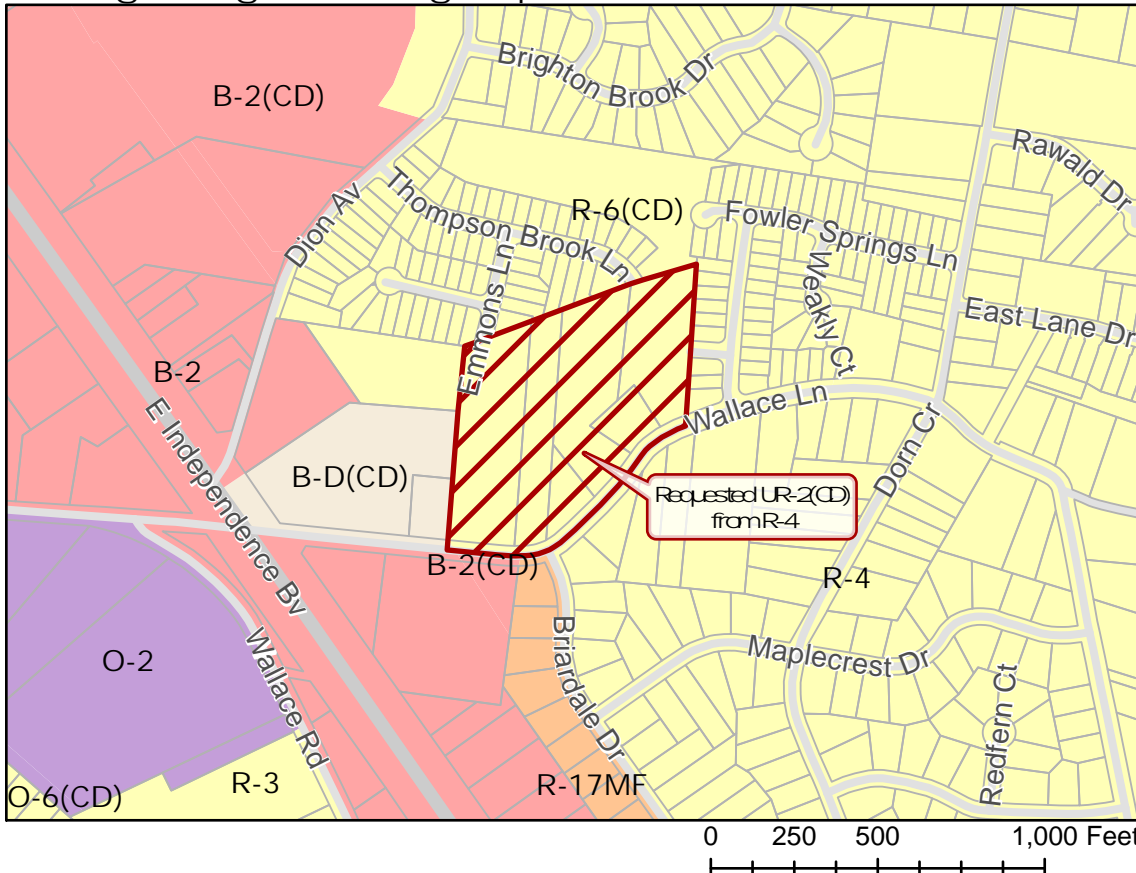 Brighton Brook Dr
B-2(CD)
Rawald Dr
Dion Av
Thompson Brook Ln
R-6(CD)
Fowler Springs Ln
Weakly Ct
Emmons Ln
East Lane Dr
B-2
E Independence Bv
Wallace Ln
Dorn Cr
B-D(CD)
Requested UR-2(CD)
from R-4
B-2(CD)
R-4
O-2
Wallace Rd
Briardale Dr
Maplecrest Dr
Redfern Ct
R-3
R-17MF
O-6(CD)
0 250 500 1,000 Feet